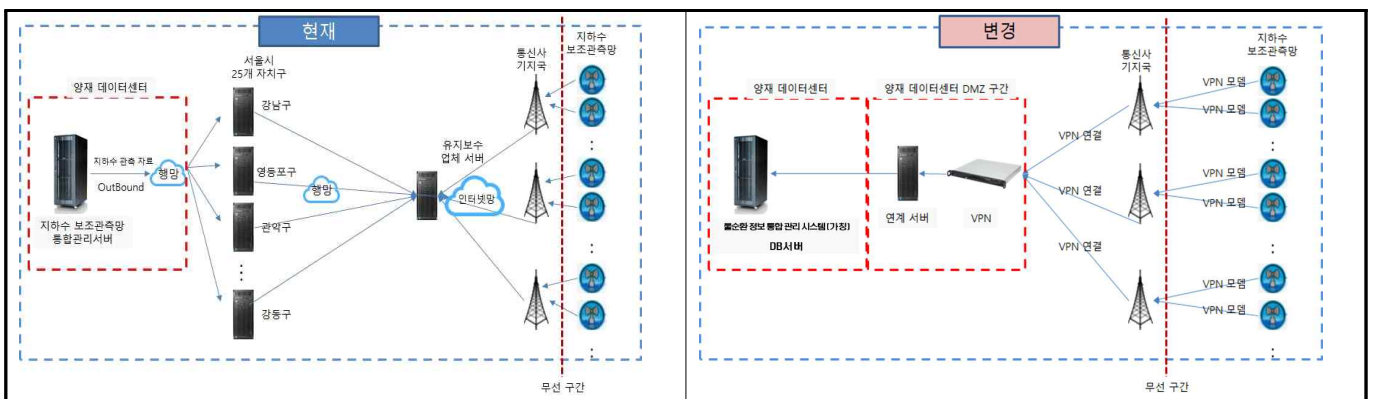 현재
양재 데이터센터
지하수 관측 자료
OutBound
행망
지하수 보조관측망
통합관리서버
서울시
25개 자치구
강남구
영등포구
관악구
⋮
강동구
행망
유지보수
업체 서버
인터넷망
통신사
기지국
지하수
보조관측망
:
:
:
무선 구간
변경
양재 데이터센터
물순환 정보 통합 관리 시스템(가칭)
DB서버
양재 데이터센터 DMZ 구간
연계 서버
VPN
VPN 연결
VPN 연결
VPN 연결
통신사
기지국
지하수
보조관측망
VPN 모뎀
VPN 모뎀
:
VPN 모뎀
VPN 모뎀
:
VPN 모뎀
VPN 모뎀
:
무선 구간